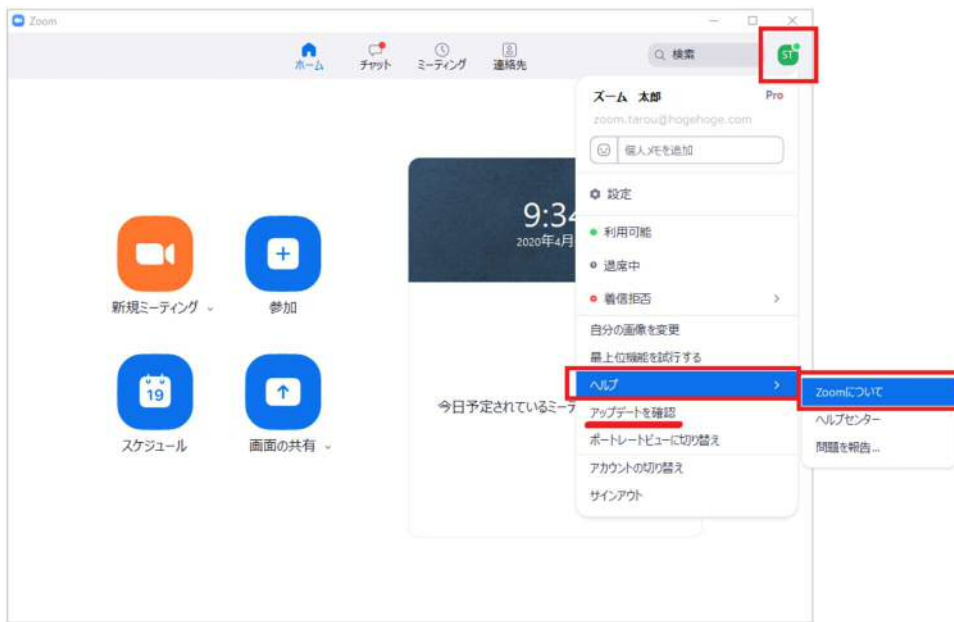 Zoom
ホーム
チャット
ミーティング
連絡先
検索
ST
ズーム 太郎
Pro
zoom.tarou@hogehoge.com
個人メモを追加
設定
利用可能
退席中
着信拒否
自分の画像を変更
最上位機能を試行する
ヘルプ
アップデートを確認
ポートレートビューに切り替え
アカウントの切り替え
サインアウト
Zoomについて
ヘルプセンター
問題を報告...
9:34
2020年4月
新規ミーティング
参加
19
スケジュール
画面の共有
今日予定されているミーテ